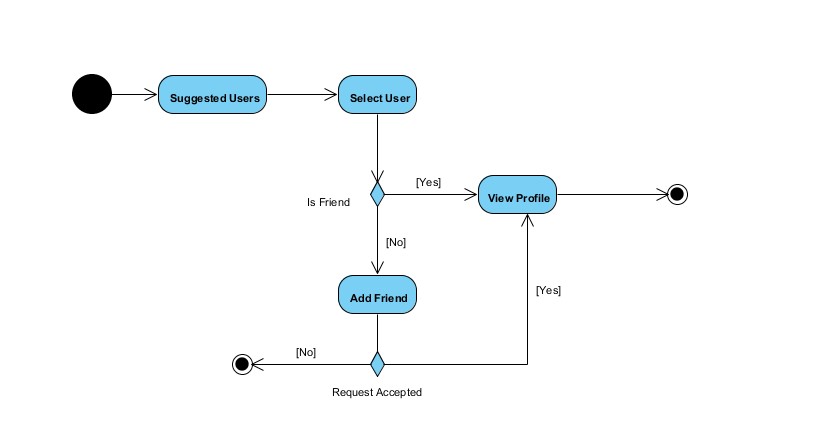 Suggested Users
Select User
[Yes]
Is Friend
View Profile
[No]
[Yes]
Add Friend
[No]
Request Accepted